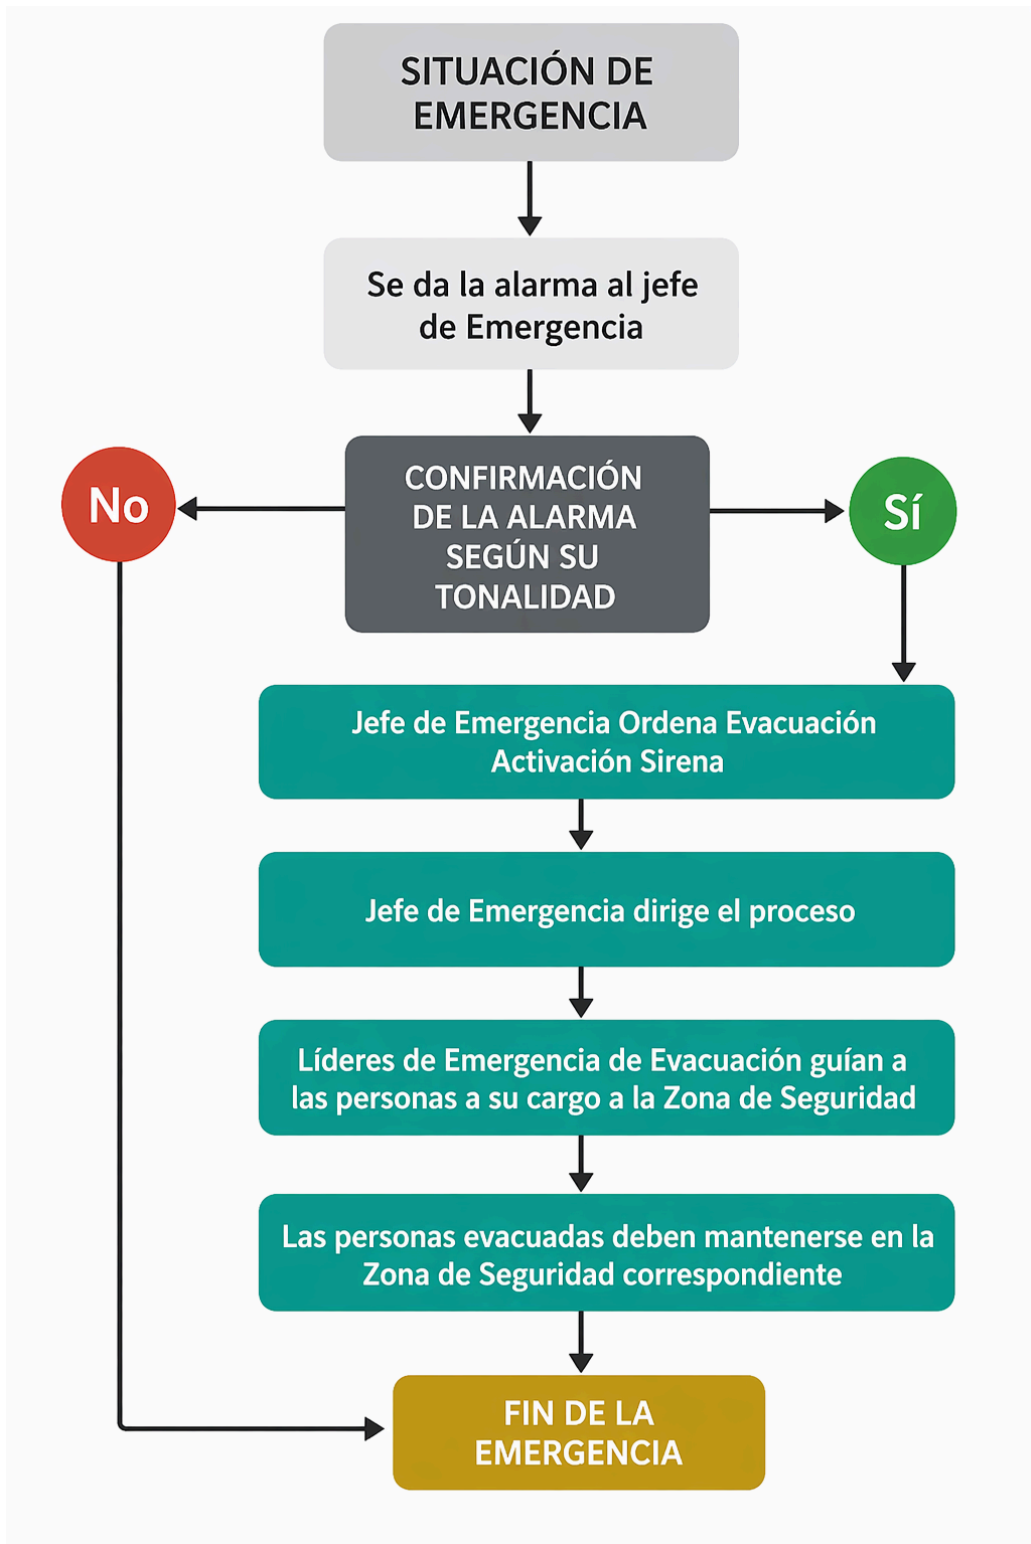 SITUACIÓN DE
EMERGENCIA
Se da la alarma al jefe
de Emergencia
No
CONFIRMACIÓN
DE LA ALARMA
SEGÚN SU
TONALIDAD
Sí
Jefe de Emergencia Ordena Evacuación
Activación Sirena
Jefe de Emergencia dirige el proceso
Líderes de Emergencia de Evacuación guían a
las personas a su cargo a la Zona de Seguridad
Las personas evacuadas deben mantenerse en la
Zona de Seguridad correspondiente
FIN DE LA
EMERGENCIA